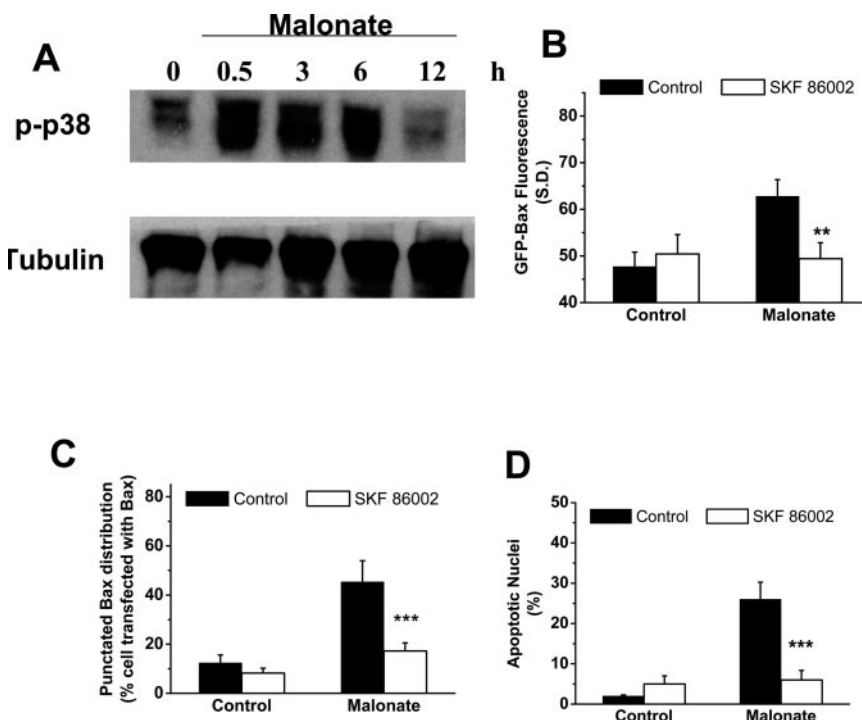 Malonate
A
0 0.5 3 6 12 h
p-p38
Tubulin
B
Control SKF 86002
GFP-Bax Fluorescence
(S.D.)
80
70
60
50
40
**
Control Malonate
C
Control SKF 86002
Punctated Bax distribution
(% cell transfected with Bax)
80
60
40
20
0
***
Control Malonate
D
Control SKF 86002
Apoptotic Nuclei
(%)
50
40
30
20
10
0
***
Control Malonate